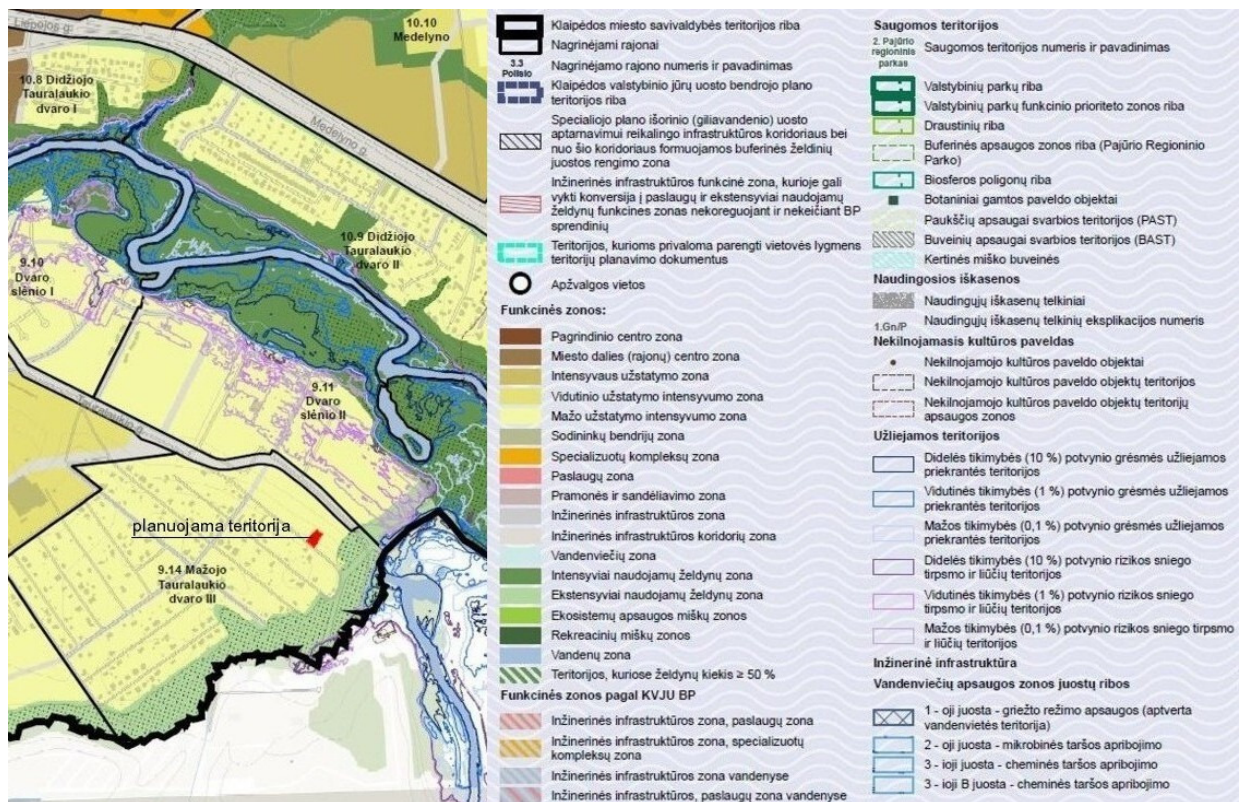 Liepojos g.
10.10
Medelyno
10.8 Didžiojo
Tauralaukio
dvaro I
Medelyno g.
10.9 Didžiojo
Tauralaukio
dvaro II
9.10
Dvaro
slėnio I
9.11
Dvaro
slėnio II
Tauralaukio g.
planuojama teritorija
9.14 Mažojo
Tauralaukio
dvaro III
Klaipėdos miesto savivaldybės teritorijos riba
Nagrinėjami rajonai
3.3
Polisio
Nagrinėjamo rajono numeris ir pavadinimas
Klaipėdos valstybinio jūrų uosto bendrojo plano
teritorijos riba
Specialiojo plano išorinio (giliavandenio) uosto
aptarnavimui reikalingo infrastruktūros koridoriaus bei
nuo šio koridoriaus formuojamos buferinės želdinių
juostos rengimo zona
Inžinerinės infrastruktūros funkcinė zona, kurioje gali
vykti konversija į paslaugų ir ekstensyviai naudojamų
želdynų funkcines zonas nekoreguojant ir nekeičiant BP
sprendinių
Teritorijos, kurioms privaloma parengti vietovės lygmens
teritorijų planavimo dokumentus
Apžvalgos vietos
Funkcinės zonos:
Pagrindinio centro zona
Miesto dalies (rajonų) centro zona
Intensyvaus užstatymo zona
Vidutinio užstatymo intensyvumo zona
Mažo užstatymo intensyvumo zona
Sodininkų bendrijų zona
Specializuotų kompleksų zona
Paslaugų zona
Pramonės ir sandėliavimo zona
Inžinerinės infrastruktūros zona
Inžinerinės infrastruktūros koridorių zona
Vandenviečių zona
Intensyviai naudojamų želdynų zona
Ekstensyviai naudojamų želdynų zona
Ekosistemų apsaugos miškų zonos
Rekreacinių miškų zonos
Vandenų zona
Teritorijos, kuriose želdynų kiekis ≥ 50 %
Funkcinės zonos pagal KVJU BP
Inžinerinės infrastruktūros zona, paslaugų zona
Inžinerinės infrastruktūros zona, specializuotų
kompleksų zona
Inžinerinės infrastruktūros zona vandenyse
Inžinerinės infrastruktūros, paslaugų zona vandenyse
Saugomos teritorijos
2. Pajūrio
regioninis
parkas
Saugomos teritorijos numeris ir pavadinimas
Valstybinių parkų riba
Valstybinių parkų funkcinio prioriteto zonos riba
Draustinių riba
Buferinės apsaugos zonos riba (Pajūrio Regioninio
Parko)
Biosferos poligonų riba
Botaniniai gamtos paveldo objektai
Paukščių apsaugai svarbios teritorijos (PAST)
Buveinių apsaugai svarbios teritorijos (BAST)
Kertinės miško buveinės
Naudingosios iškasenos
Naudingųjų iškasenų telkiniai
1.Gn/P
Naudingųjų iškasenų telkinių eksplikacijos numeris
Nekilnojamasis kultūros paveldas
Nekilnojamojo kultūros paveldo objektai
Nekilnojamojo kultūros paveldo objektų teritorijos
Nekilnojamojo kultūros paveldo objektų teritorijų
apsaugos zonos
Užliejamos teritorijos
Didelės tikimybės (10 %) potvynio grėsmės užliejamos
priekrantės teritorijos
Vidutinės tikimybės (1 %) potvynio grėsmės užliejamos
priekrantės teritorijos
Mažos tikimybės (0,1 %) potvynio grėsmės užliejamos
priekrantės teritorijos
Didelės tikimybės (10 %) potvynio rizikos sniego
tirpsmo ir liūčių teritorijos
Vidutinės tikimybės (1 %) potvynio rizikos sniego
tirpsmo ir liūčių teritorijos
Mažos tikimybės (0,1 %) potvynio rizikos sniego tirpsmo
ir liūčių teritorijos
Inžinerinė infrastruktūra
Vandenviečių apsaugos zonos juostų ribos
1 - oji juosta - griežto režimo apsaugos (aptverta
vandenvietės teritorija)
2 - oji juosta - mikrobinės taršos apribojimo
3 - ioji juosta - cheminės taršos apribojimo
3 - ioji B juosta - cheminės taršos apribojimo